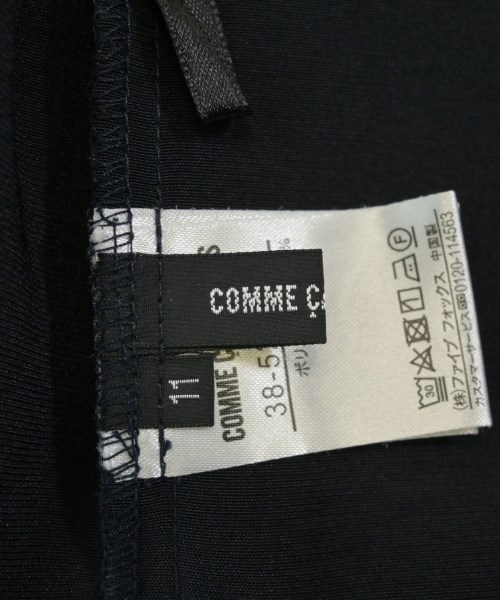 COMME ÇA
11
COMME C
S
38-5
%
ポリ
30
F
中国製
(株)ファイブ フォックス
カスタマーサービス 0120-114563